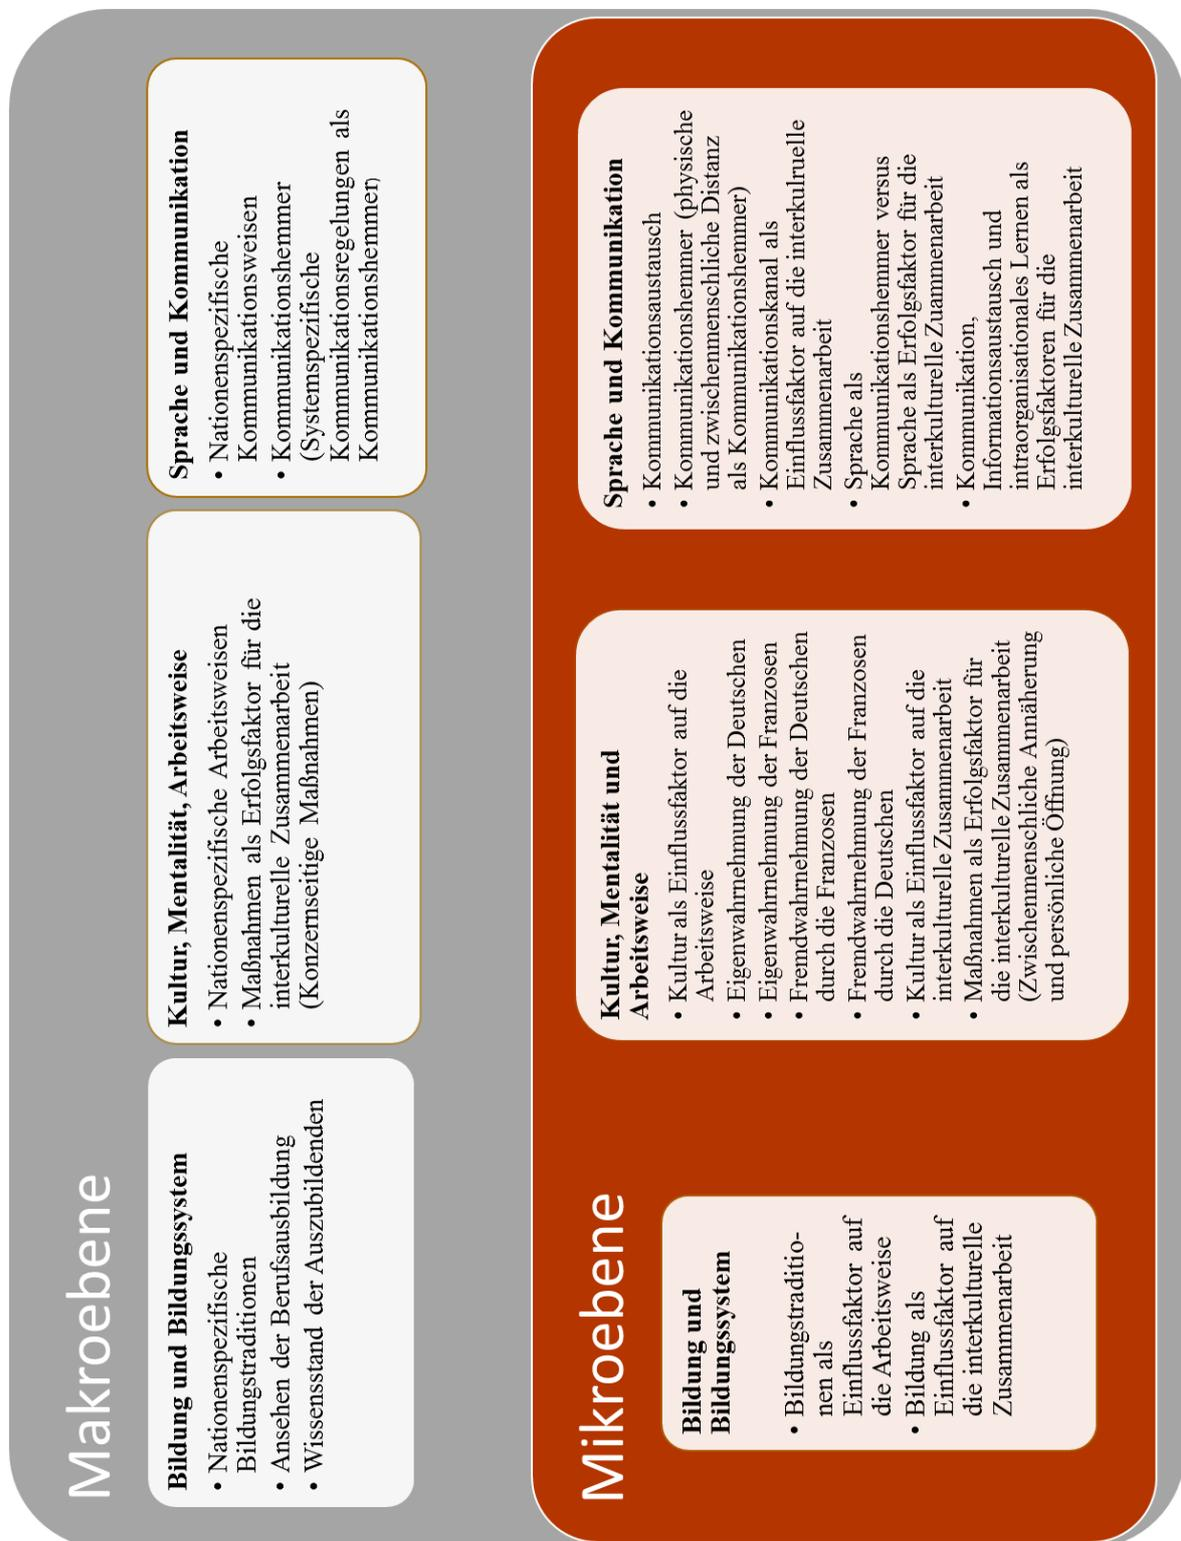 Makroebene
Bildung und Bildungssystem
• Nationenspezifische
Bildungstraditionen
• Ansehen der Berufsausbildung
• Wissensstand der Auszubildenden
Kultur, Mentalität, Arbeitsweise
• Nationenspezifische Arbeitsweisen
• Maßnahmen als Erfolgsfaktor für die
interkulturelle Zusammenarbeit
(Konzernseitige Maßnahmen)
Sprache und Kommunikation
• Nationenspezifische
Kommunikationsweisen
• Kommunikationshemmer
(Systemspezifische
Kommunikationsregelungen als
Kommunikationshemmer)
Mikroebene
Bildung und
Bildungssystem
• Bildungstraditio-
nen als
Einflussfaktor auf
die Arbeitsweise
• Bildung als
Einflussfaktor auf
die interkulturelle
Zusammenarbeit
Kultur, Mentalität und
Arbeitsweise
• Kultur als Einflussfaktor auf die
Arbeitsweise
• Eigenwahrnehmung der Deutschen
• Eigenwahrnehmung der Franzosen
• Fremdwahrnehmung der Deutschen
durch die Franzosen
• Fremdwahrnehmung der Franzosen
durch die Deutschen
• Kultur als Einflussfaktor auf die
interkulturelle Zusammenarbeit
• Maßnahmen als Erfolgsfaktor für
die interkulturelle Zusammenarbeit
(Zwischenmenschliche Annäherung
und persönliche Öffnung)
Sprache und Kommunikation
• Kommunikationsaustausch
• Kommunikationshemmer (physische
und zwischenmenschliche Distanz
als Kommunikationshemmer)
• Kommunikationskanal als
Einflussfaktor auf die interkulruelle
Zusammenarbeit
• Sprache als
Kommunikationshemmer versus
Sprache als Erfolgsfaktor für die
interkulturelle Zuammenarbeit
• Kommunikation,
Informationsaustausch und
intraorganisationales Lernen als
Erfolgsfaktoren für die
interkulturelle Zusammenarbeit